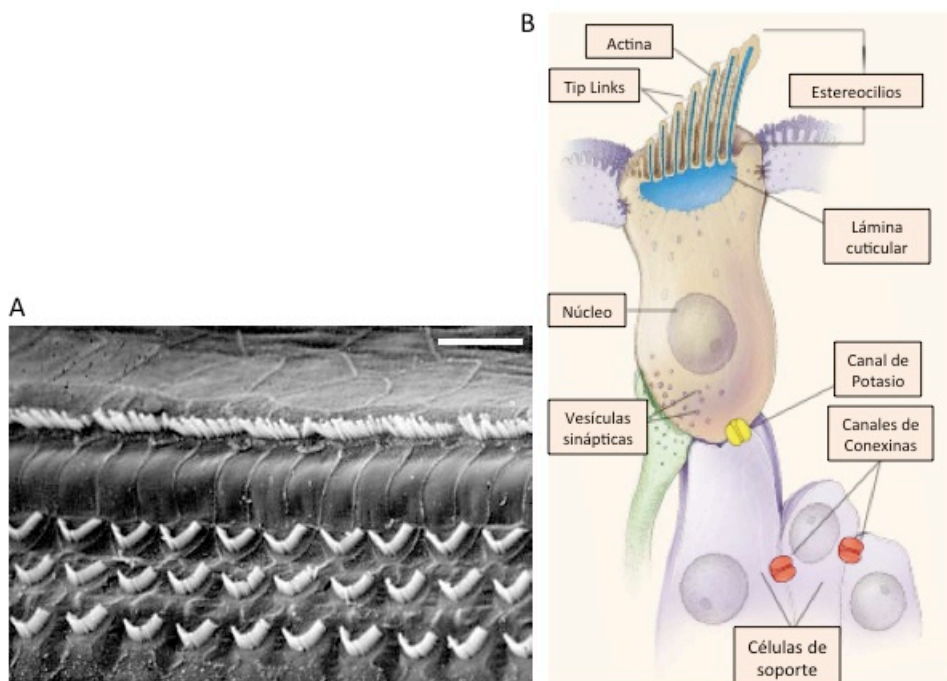 A
B
Actina
Tip Links
Estereocilios
Lámina
cuticular
Núcleo
Canal de
Potasio
Vesículas
sinápticas
Canales de
Conexinas
Células de
soporte